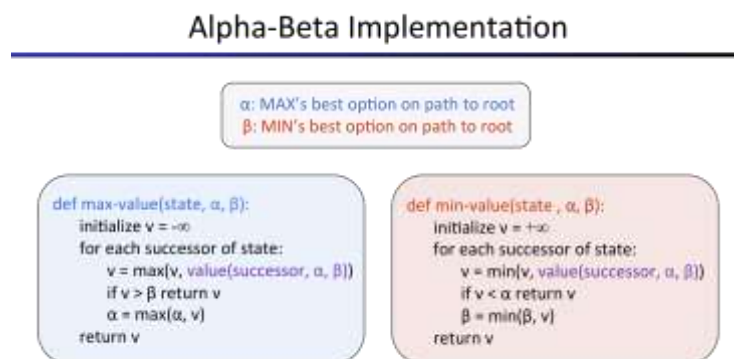 Alpha-Beta Implementation
α: MAX's best option on path to root
β: MIN's best option on path to root
def max-value(state, α, β):
initialize v = -∞
for each successor of state:
v = max(v, value(successor, α, β))
if v > β return v
α = max(α, v)
return v
def min-value(state , α, β):
initialize v = +∞
for each successor of state:
v = min(v, value(successor, α, β))
if v < α return v
β = min(β, v)
return v